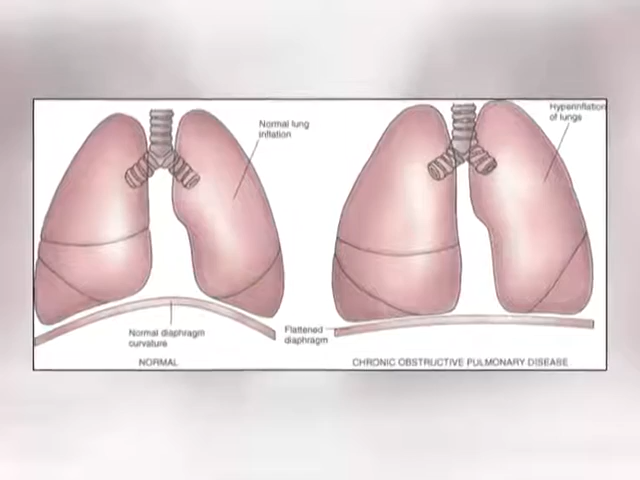 Normal lung
inflation
Hyperinflation
of lungs
Normal diaphragm
curvature
Flattened
diaphragm
NORMAL
CHRONIC OBSTRUCTIVE PULMONARY DISEASE